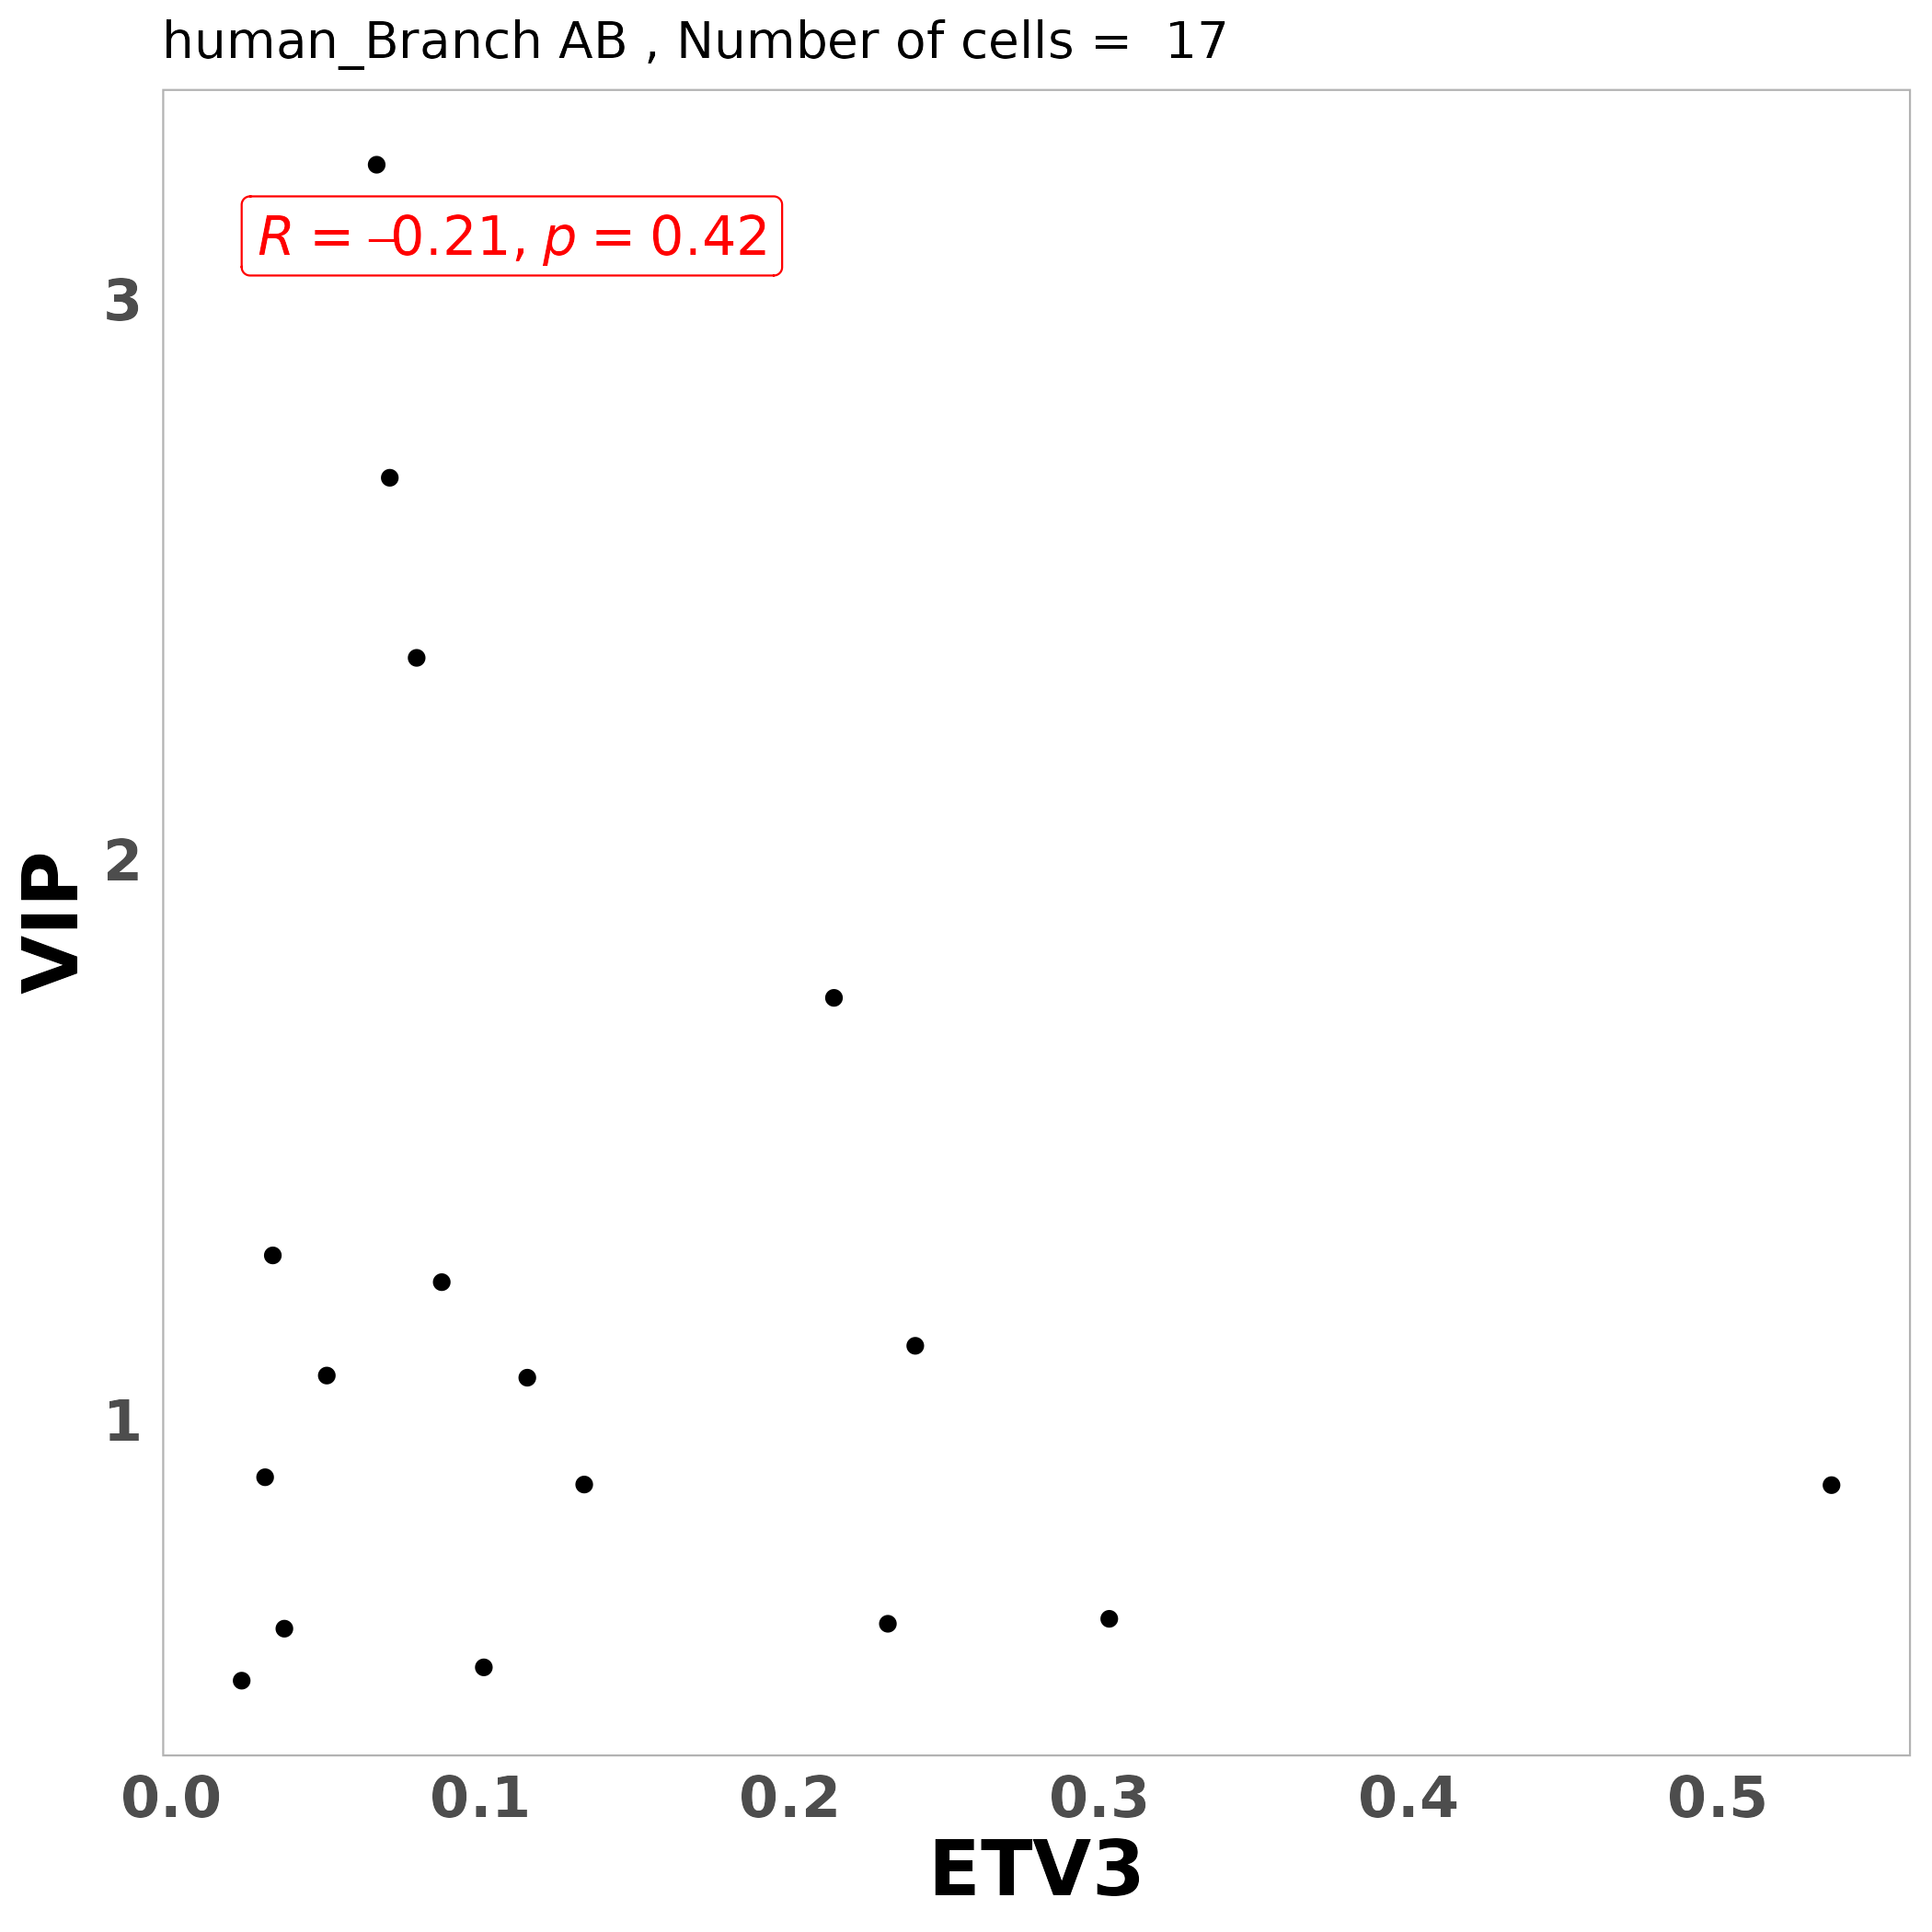 human_Branch AB , Number of cells =  17
R = –0.21, p = 0.42
3
2
1
VIP
0.0 0.1 0.2 0.3 0.4 0.5
ETV3